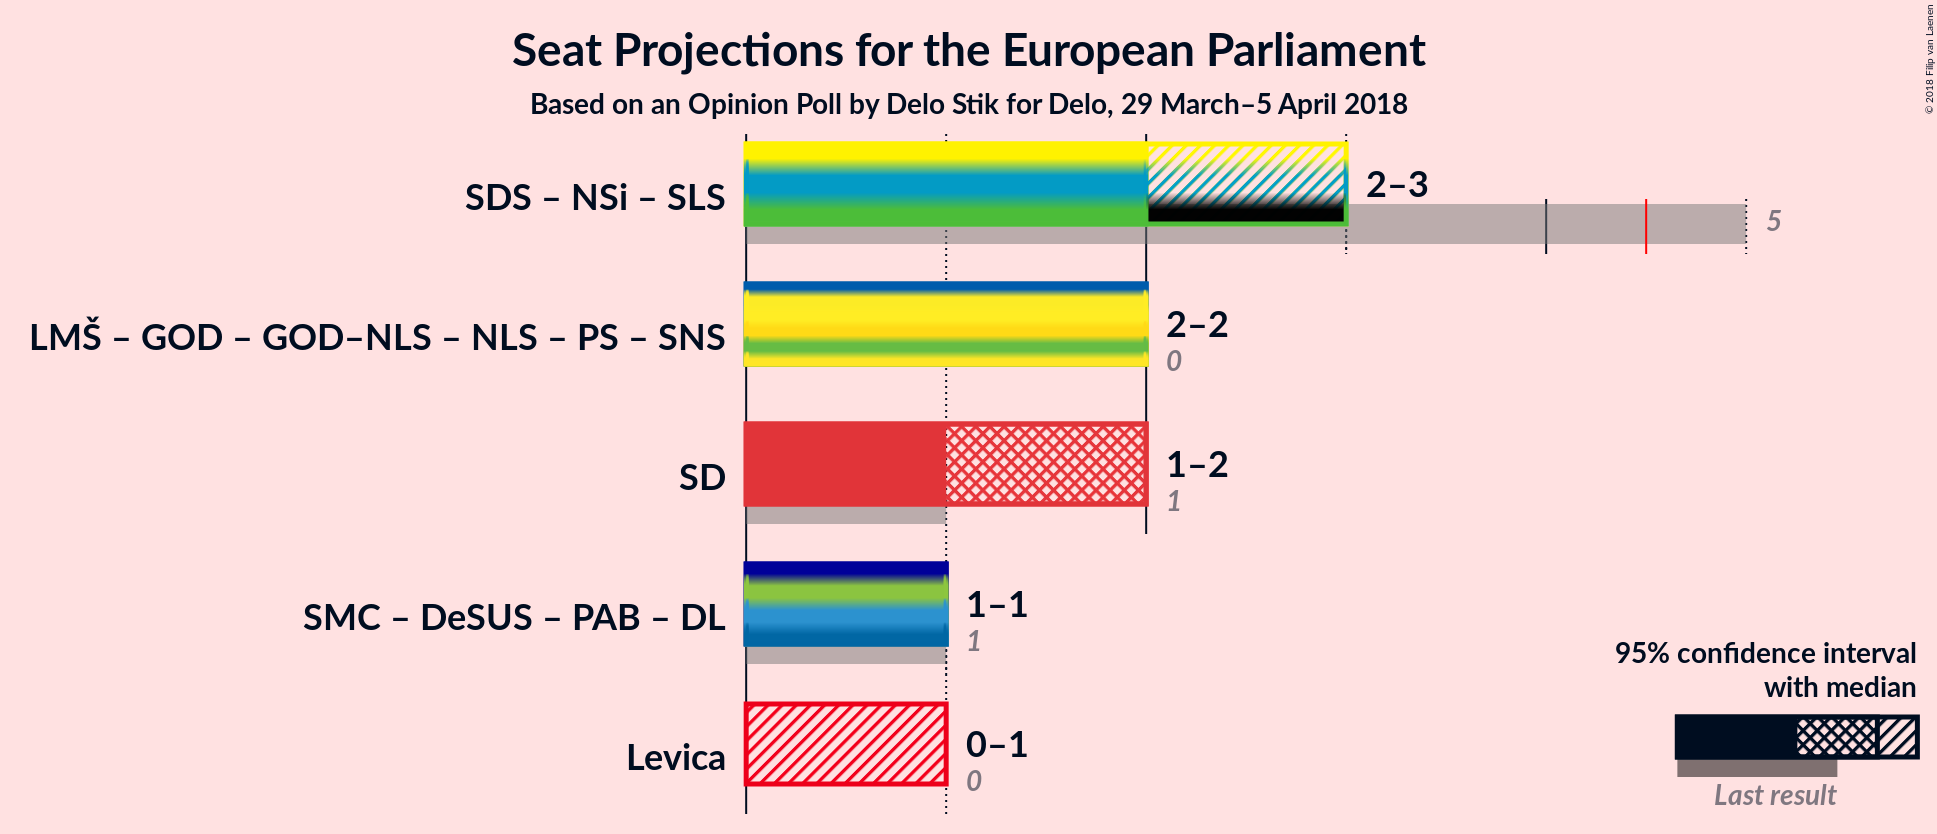 Seat Projections for the European Parliament
Based on an Opinion Poll by Delo Stik for Delo, 29 March–5 April 2018
© 2018 Filip van Laenen
SDS – NSi – SLS
2–3
5
LMŠ – GOD – GOD–NLS – NLS – PS – SNS
2–2
0
SD
1–2
1
SMC – DeSUS – PAB – DL
1–1
1
Levica
0–1
0
95% confidence interval
with median
Last result